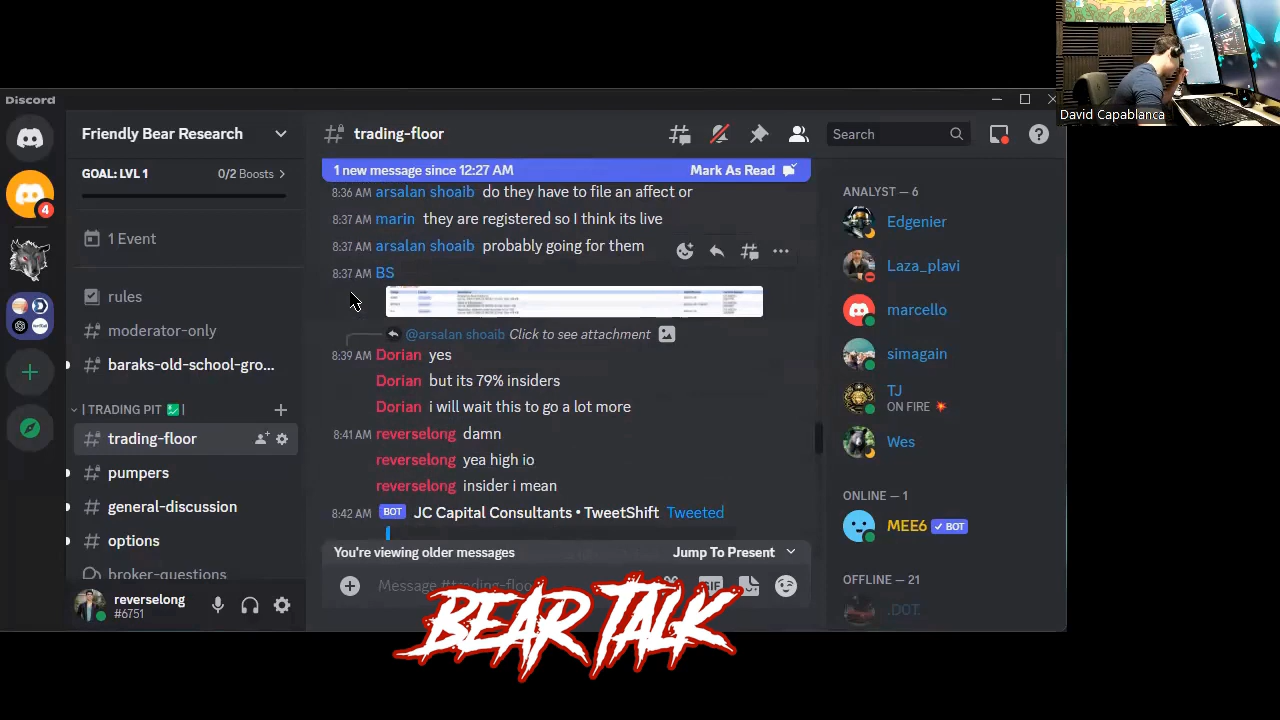 Discord
David Capablanca
Friendly Bear Research
GOAL: LVL 1 0/2 Boosts
1 Event
rules
moderator-only
baraks-old-school-gro...
| TRADING PIT 💹 |
trading-floor
pumpers
general-discussion
options
broker-questions
reverselong
#6751
trading-floor
Search
1 new message since 12:27 AM Mark As Read
8:36 AM arsalan shoaib do they have to file an affect or
8:37 AM marin they are registered so I think its live
8:37 AM arsalan shoaib probably going for them
8:37 AM BS
@arsalan shoaib Click to see attachment
8:39 AM Dorian yes
Dorian but its 79% insiders
Dorian i will wait this to go a lot more
8:41 AM reverselong damn
reverselong yea high io
reverselong insider i mean
8:42 AM BOT JC Capital Consultants • TweetShift Tweeted
You're viewing older messages Jump To Present
Message #trading-floo
GIF
BEAR TALK
ANALYST — 6
Edgenier
Laza_plavi
marcello
simagain
TJ
ON FIRE 💥
Wes
ONLINE — 1
MEE6 ✓ BOT
OFFLINE — 21
.DOT.
4